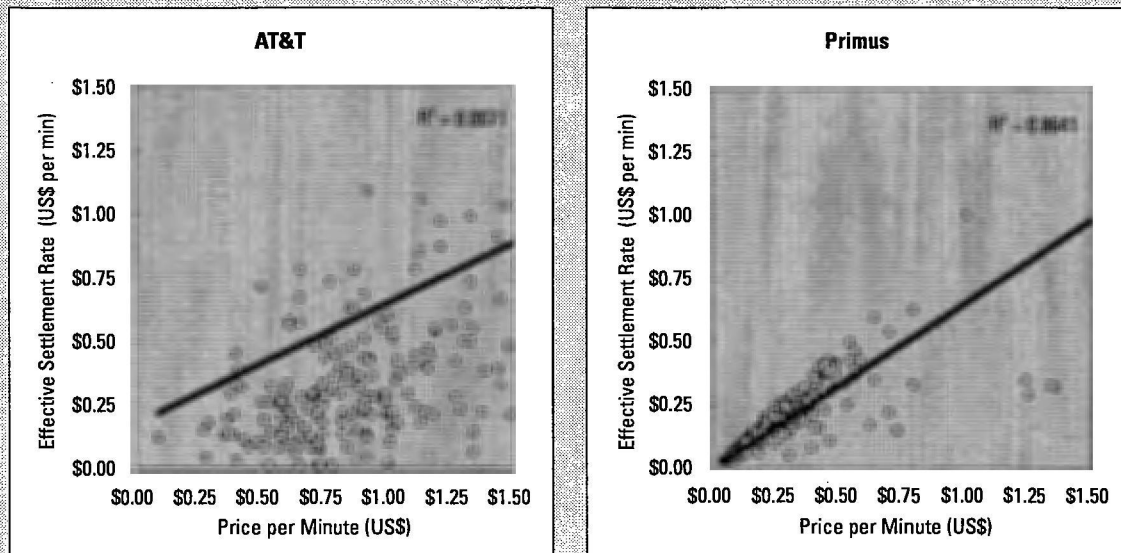 AT&T
$1.50
$1.25
$1.00
$0.75
$0.50
$0.25
$0.00
Effective Settlement Rate (US$ per min)
$0.00 $0.25 $0.50 $0.75 $1.00 $1.25 $1.50
Price per Minute (US$)
Primus
$1.50
$1.25
$1.00
$0.75
$0.50
$0.25
$0.00
Effective Settlement Rate (US$ per min)
$0.00 $0.25 $0.50 $0.75 $1.00 $1.25 $1.50
Price per Minute (US$)